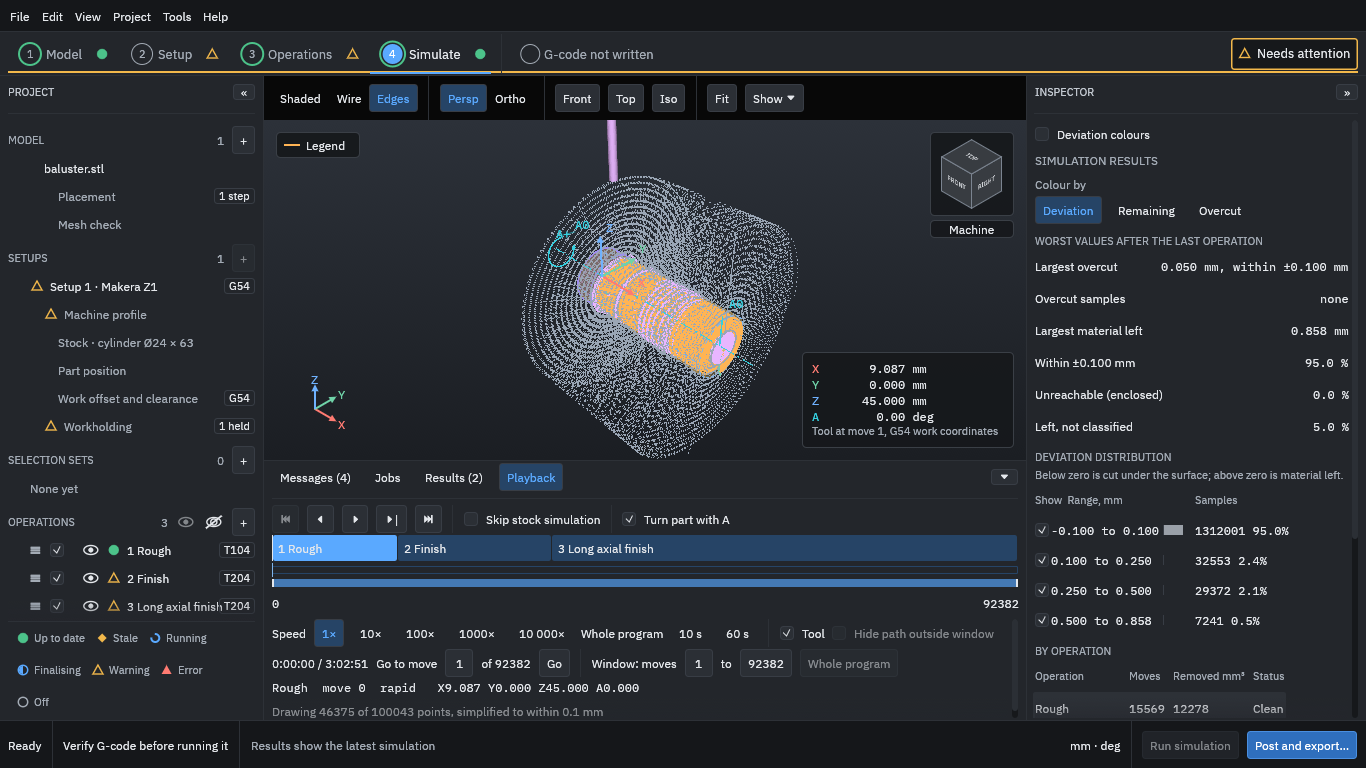 File Edit View Project Tools Help
1 Model 2 Setup 3 Operations 4 Simulate G-code not written Needs attention
PROJECT «
MODEL 1 +
baluster.stl
Placement 1 step
Mesh check
SETUPS 1 +
Setup 1 · Makera Z1 G54
Machine profile
Stock · cylinder Ø24 × 63
Part position
Work offset and clearance G54
Workholding 1 held
SELECTION SETS 0 +
None yet
OPERATIONS 3 +
1 Rough T104
2 Finish T204
3 Long axial finish T204
Up to date Stale Running
Finalising Warning Error
Off
Shaded Wire Edges Persp Ortho Front Top Iso Fit Show
Legend
TOP
FRONT RIGHT
Machine
A+ A0
A0
Z
Y
X
X 9.087 mm
Y 0.000 mm
Z 45.000 mm
A 0.00 deg
Tool at move 1, G54 work coordinates
Messages (4) Jobs Results (2) Playback
Skip stock simulation Turn part with A
1 Rough 2 Finish 3 Long axial finish
0 92382
Speed 1× 10× 100× 1000× 10 000× Whole program 10 s 60 s Tool Hide path outside window
0:00:00 / 3:02:51 Go to move 1 of 92382 Go Window: moves 1 to 92382 Whole program
Rough move 0 rapid X9.087 Y0.000 Z45.000 A0.000
Drawing 46375 of 100043 points, simplified to within 0.1 mm
INSPECTOR »
Deviation colours
SIMULATION RESULTS
Colour by
Deviation Remaining Overcut
WORST VALUES AFTER THE LAST OPERATION
Largest overcut 0.050 mm, within ±0.100 mm
Overcut samples none
Largest material left 0.858 mm
Within ±0.100 mm 95.0 %
Unreachable (enclosed) 0.0 %
Left, not classified 5.0 %
DEVIATION DISTRIBUTION
Below zero is cut under the surface; above zero is material left.
Show Range, mm Samples
-0.100 to 0.100 1312001 95.0%
0.100 to 0.250 32553 2.4%
0.250 to 0.500 29372 2.1%
0.500 to 0.858 7241 0.5%
BY OPERATION
Operation Moves Removed mm³ Status
Rough 15569 12278 Clean
Ready Verify G-code before running it Results show the latest simulation mm · deg Run simulation Post and export...